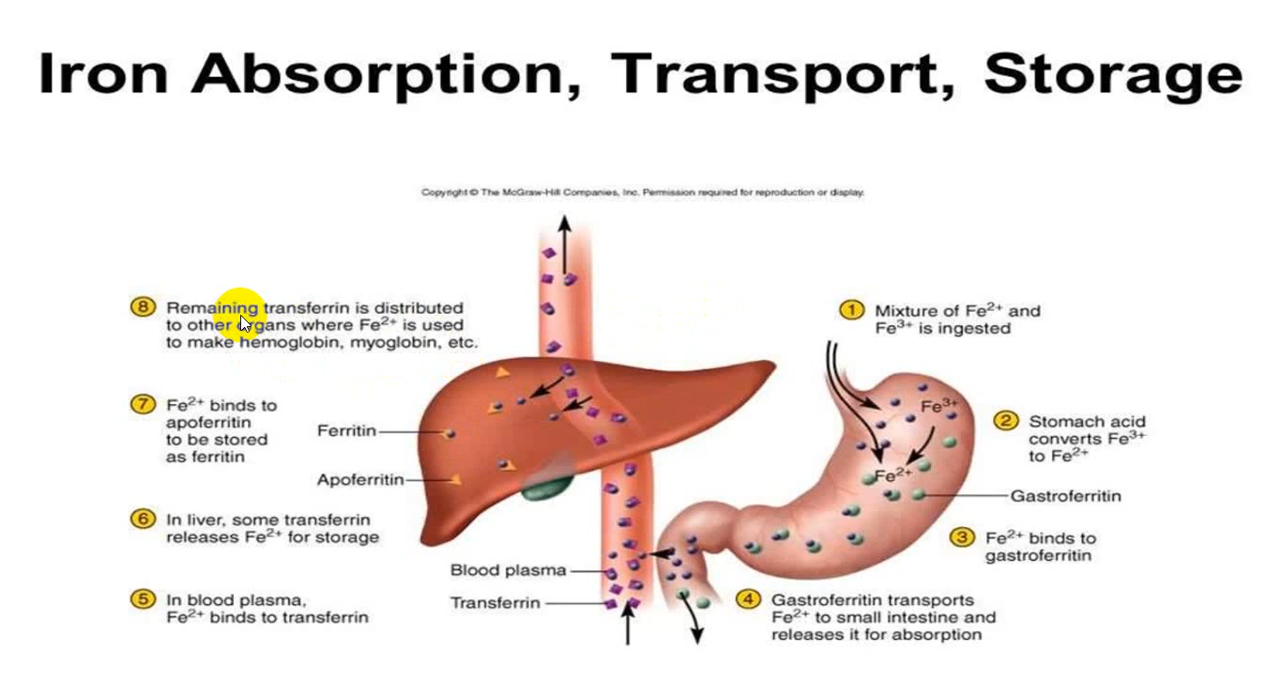 Iron Absorption, Transport, Storage
Copyright © The McGraw-Hill Companies, Inc. Permission required for reproduction or display.
1 Mixture of Fe²⁺ and
Fe³⁺ is ingested
Fe³⁺
2 Stomach acid
converts Fe³⁺
to Fe²⁺
Fe²⁺
Gastroferritin
3 Fe²⁺ binds to
gastroferritin
4 Gastroferritin transports
Fe²⁺ to small intestine and
releases it for absorption
8 Remaining transferrin is distributed
to other organs where Fe²⁺ is used
to make hemoglobin, myoglobin, etc.
7 Fe²⁺ binds to
apoferritin
to be stored
as ferritin
Ferritin
Apoferritin
6 In liver, some transferrin
releases Fe²⁺ for storage
Blood plasma
Transferrin
5 In blood plasma,
Fe²⁺ binds to transferrin